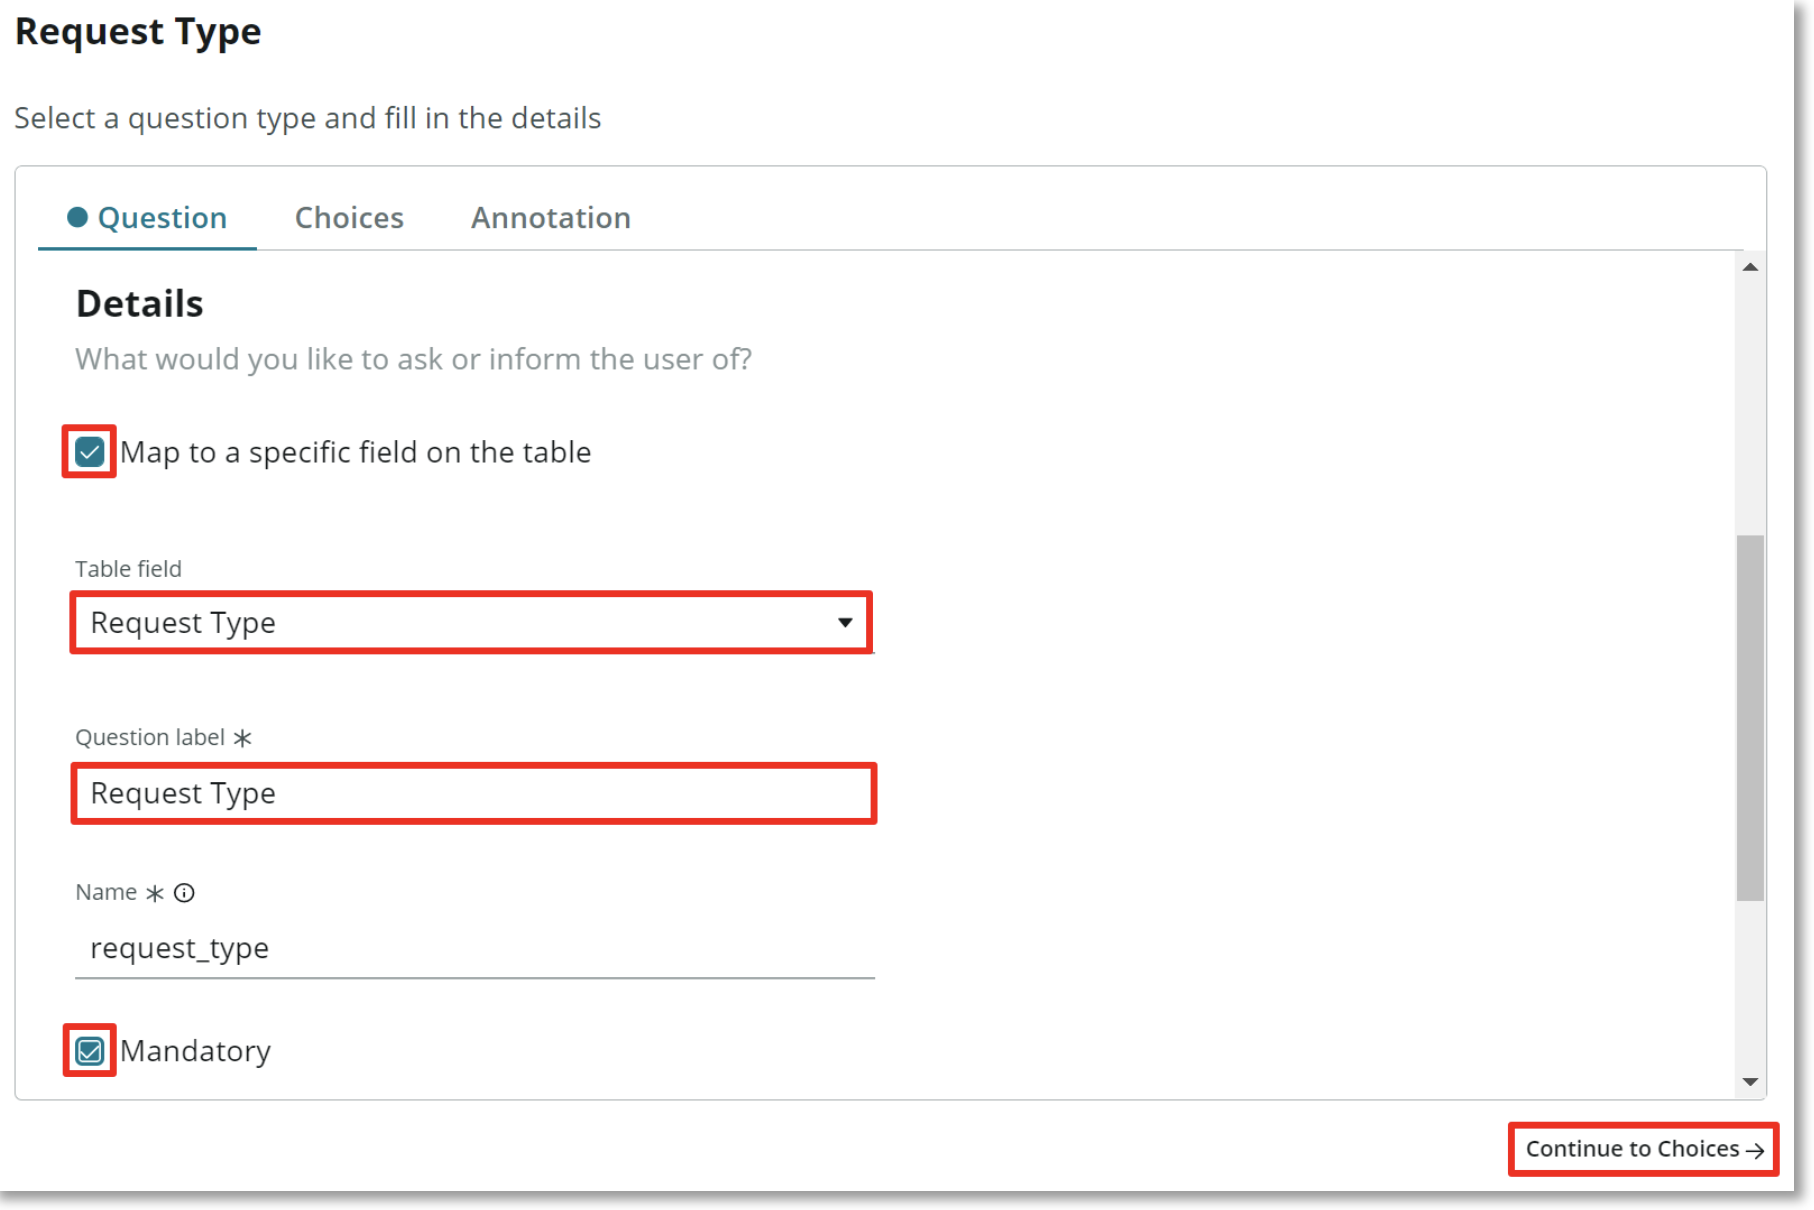 Request Type
Select a question type and fill in the details
Question Choices Annotation
Details
What would you like to ask or inform the user of?
Map to a specific field on the table
Table field
Request Type
Question label *
Request Type
Name *
request_type
Mandatory
Continue to Choices →